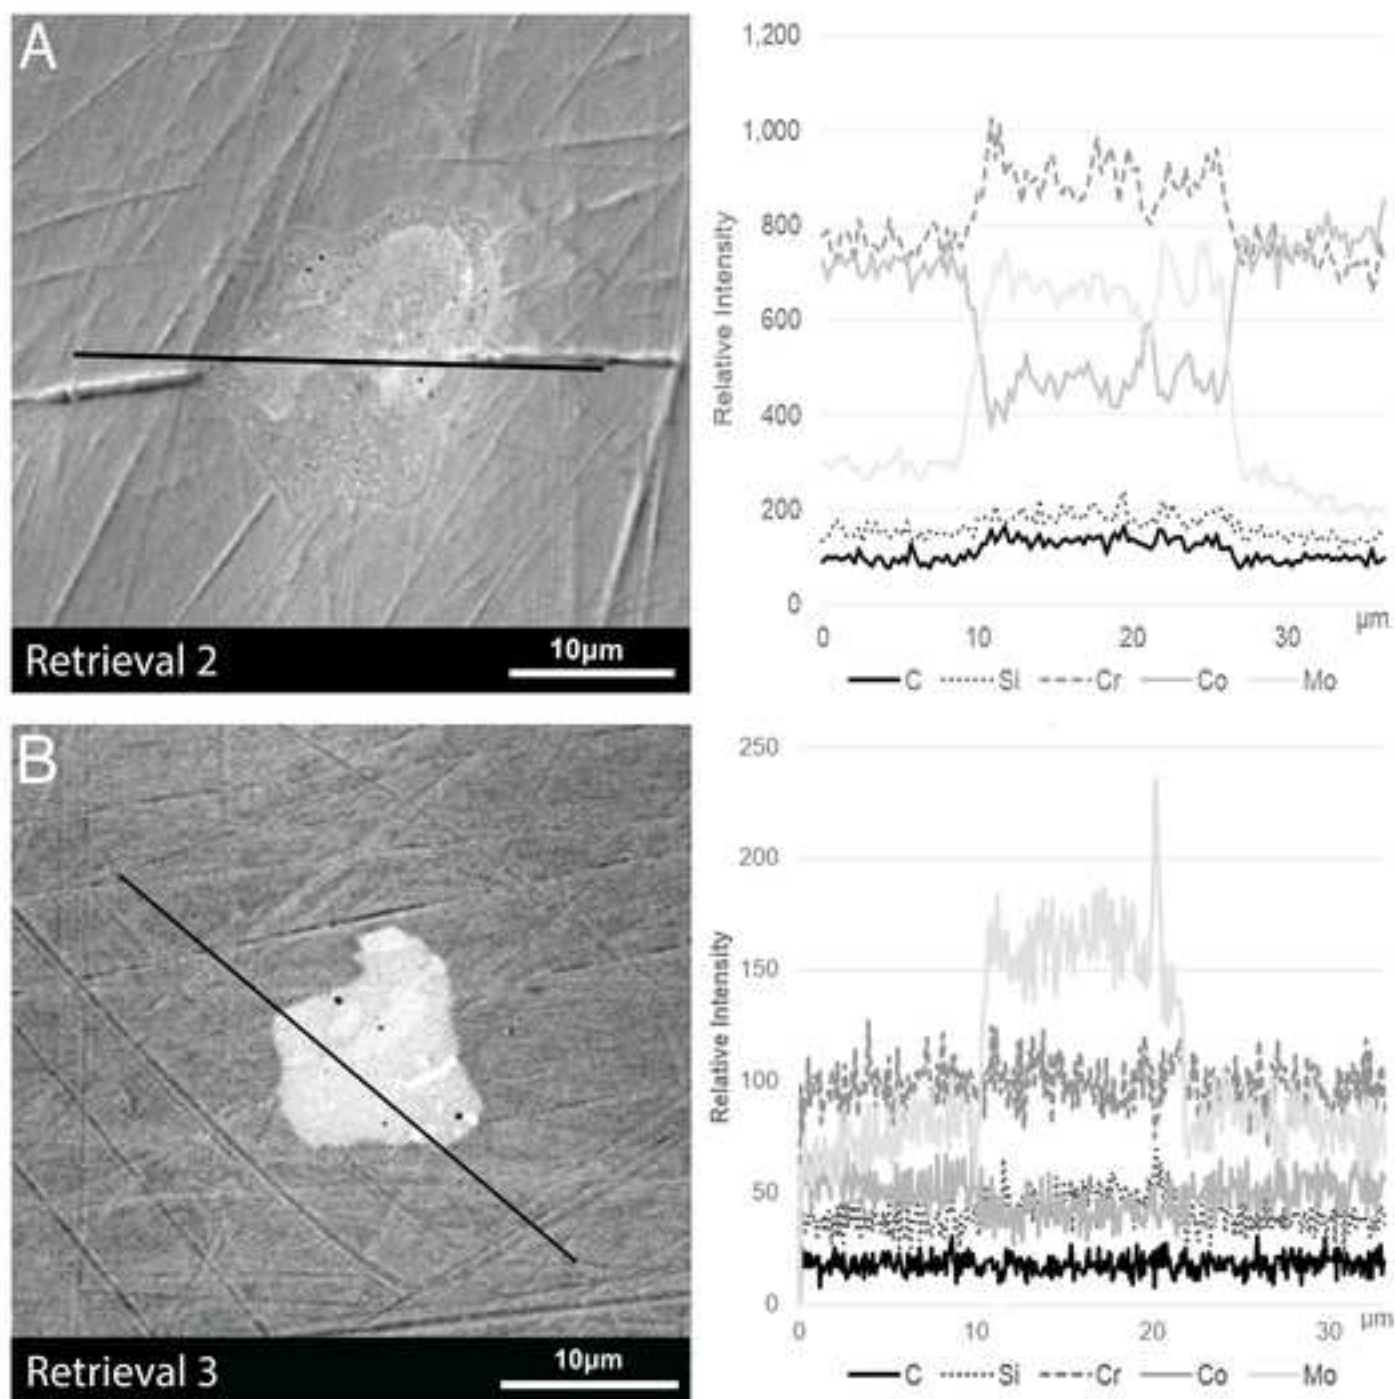 A
Retrieval 2
10µm
1,200
1,000
800
600
400
200
0
Relative Intensity
0 10 20 30 µm
C Si Cr Co Mo
B
Retrieval 3
10µm
250
200
150
100
50
0
Relative Intensity
0 10 20 30 µm
C Si Cr Co Mo